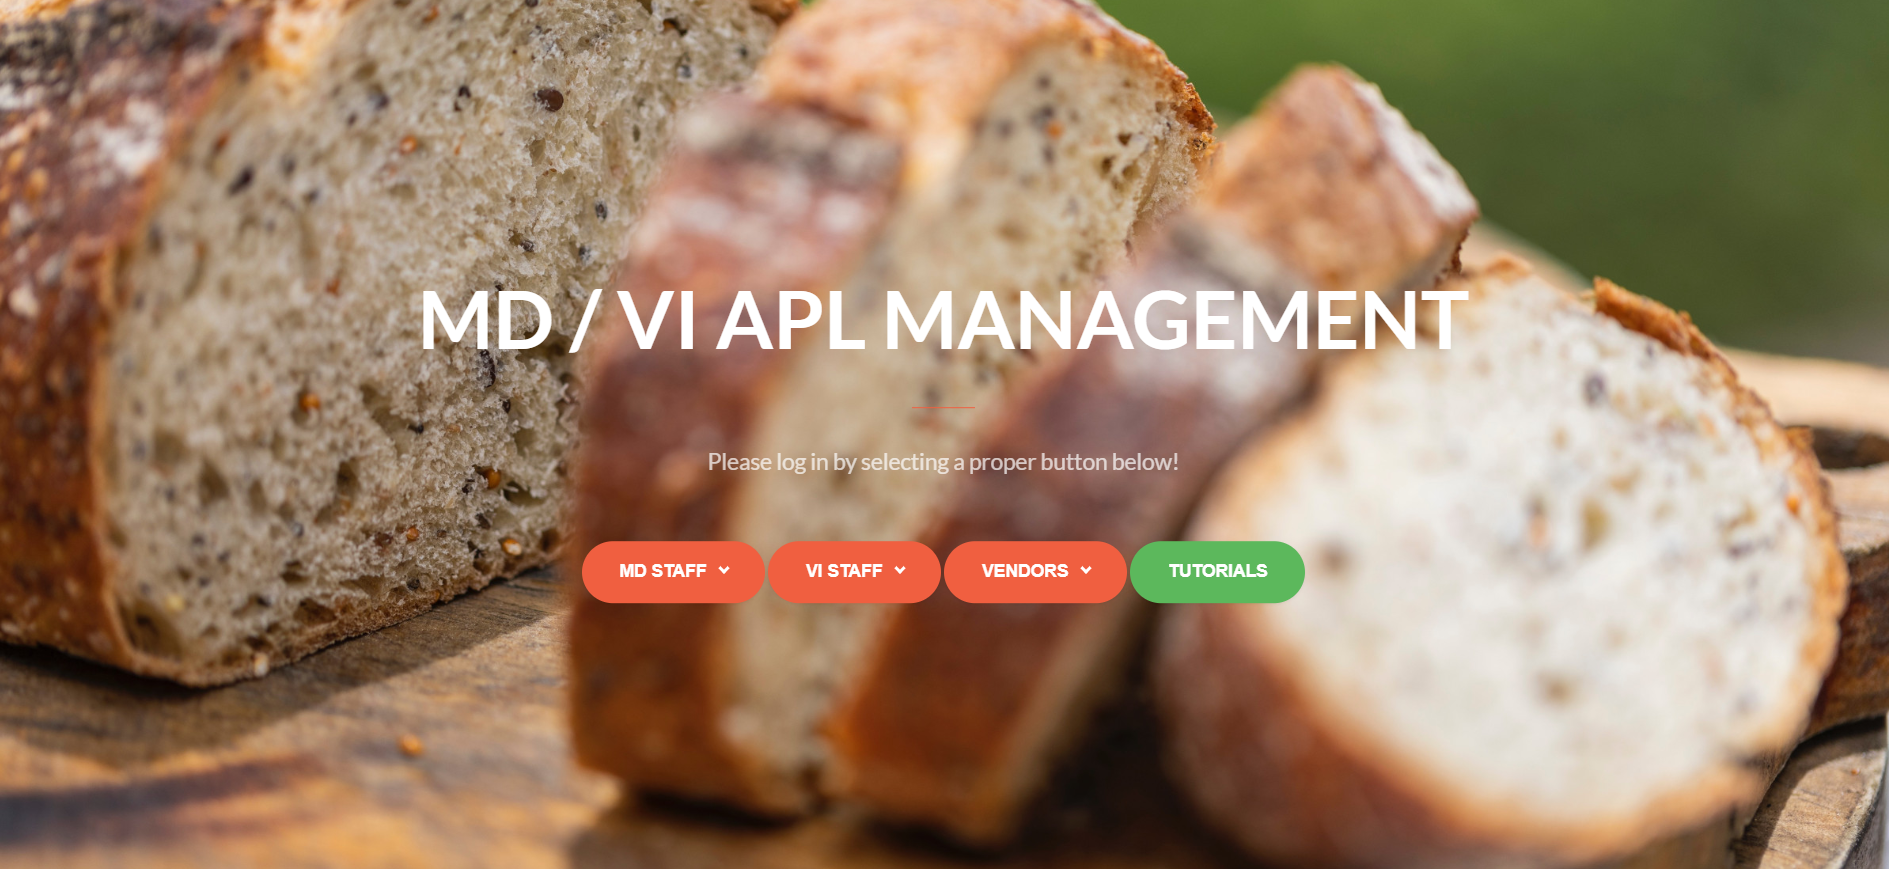 MD / VI APL MANAGEMENT
Please log in by selecting a proper button below!
MD STAFF
VI STAFF
VENDORS
TUTORIALS